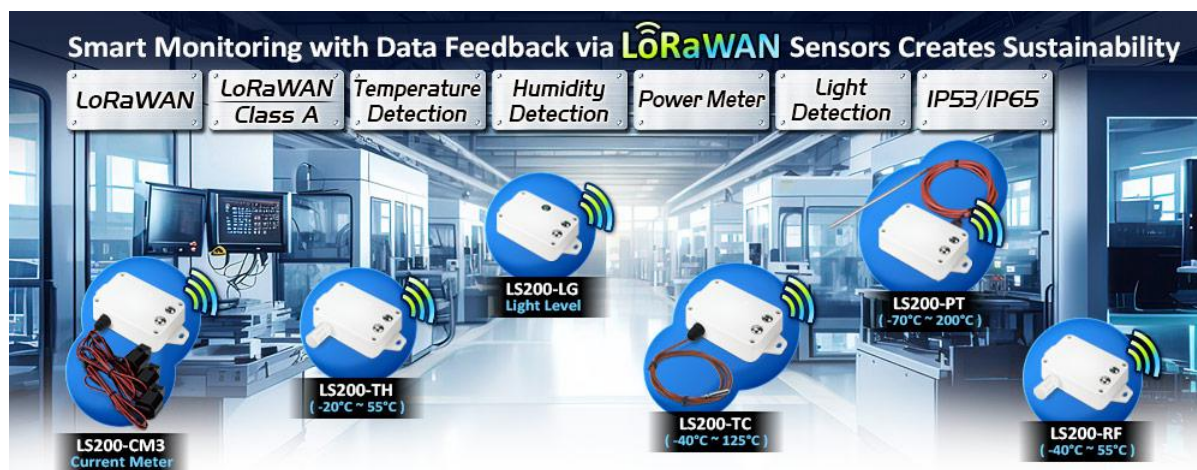 Smart Monitoring with Data Feedback via LoRaWAN Sensors Creates Sustainability
LoRaWAN
LoRaWAN
Class A
Temperature
Detection
Humidity
Detection
Power Meter
Light
Detection
IP53/IP65
LS200-LG
Light Level
LS200-PT
( -70°C ~ 200°C )
LS200-TH
( -20°C ~ 55°C )
LS200-TC
( -40°C ~ 125°C )
LS200-RF
( -40°C ~ 55°C )
LS200-CM3
Current Meter